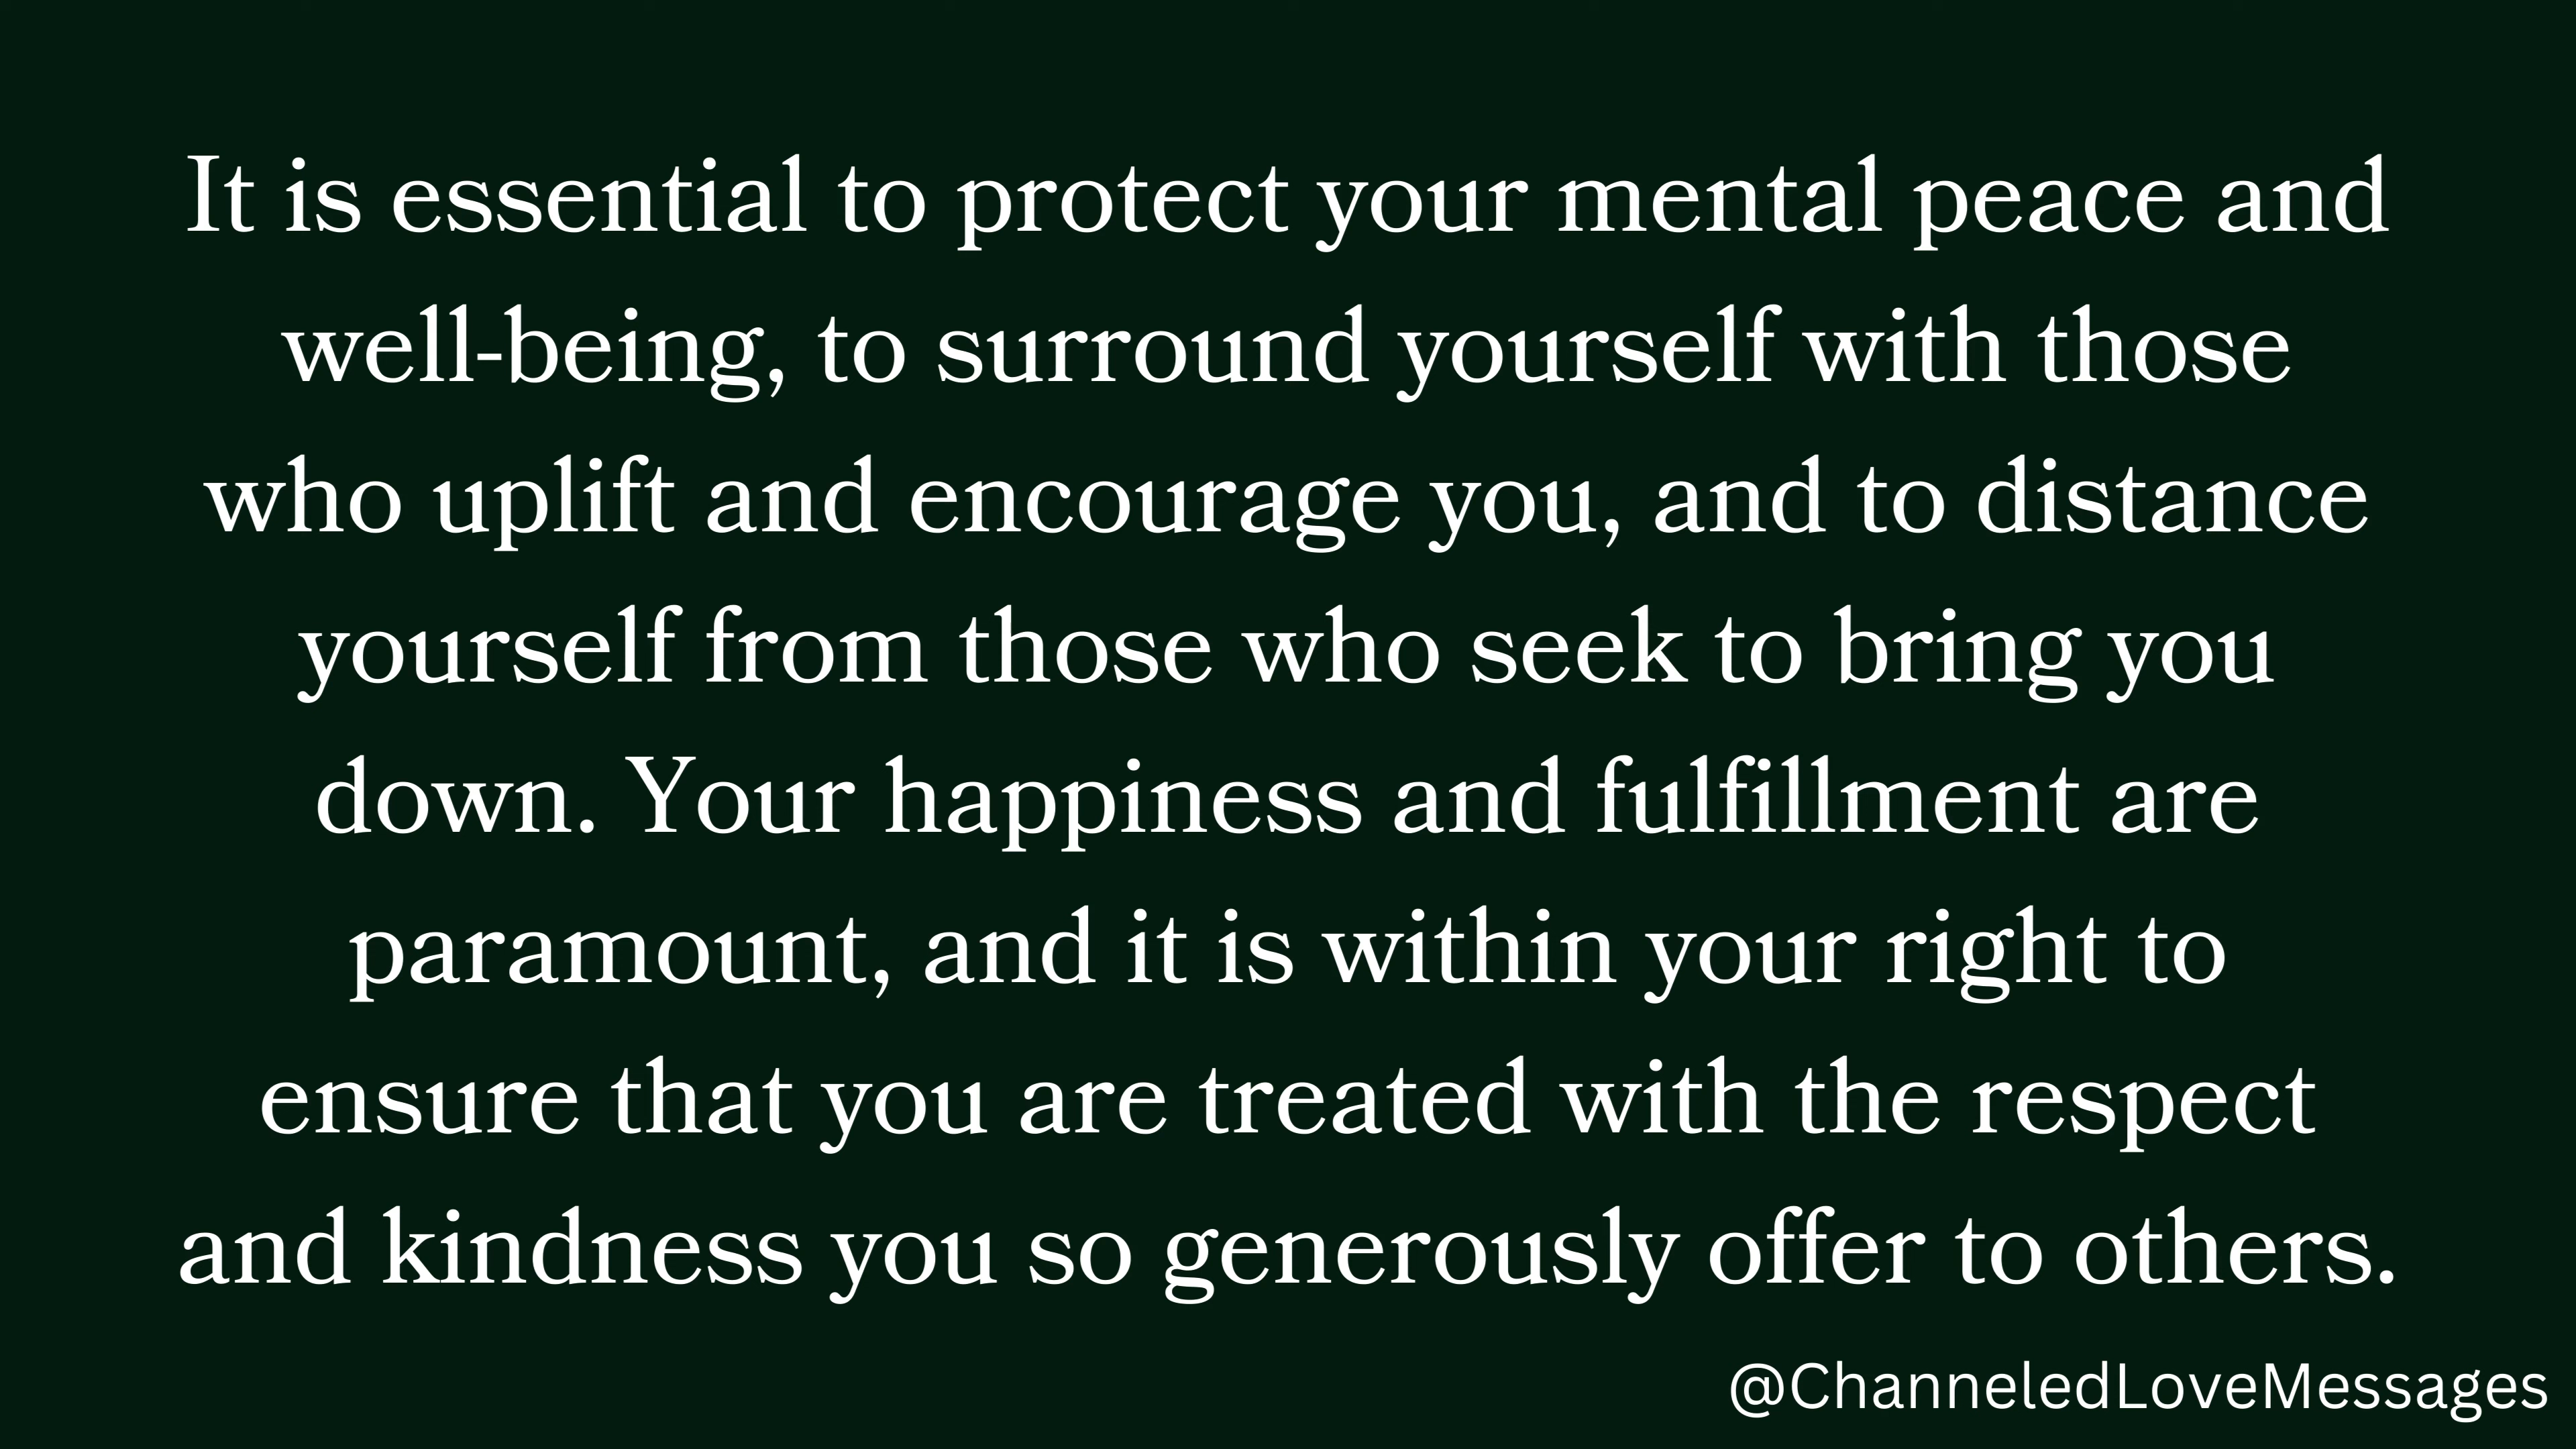 It is essential to protect your mental peace and
well-being, to surround yourself with those
who uplift and encourage you, and to distance
yourself from those who seek to bring you
down. Your happiness and fulfillment are
paramount, and it is within your right to
ensure that you are treated with the respect
and kindness you so generously offer to others.
@ChanneledLoveMessages